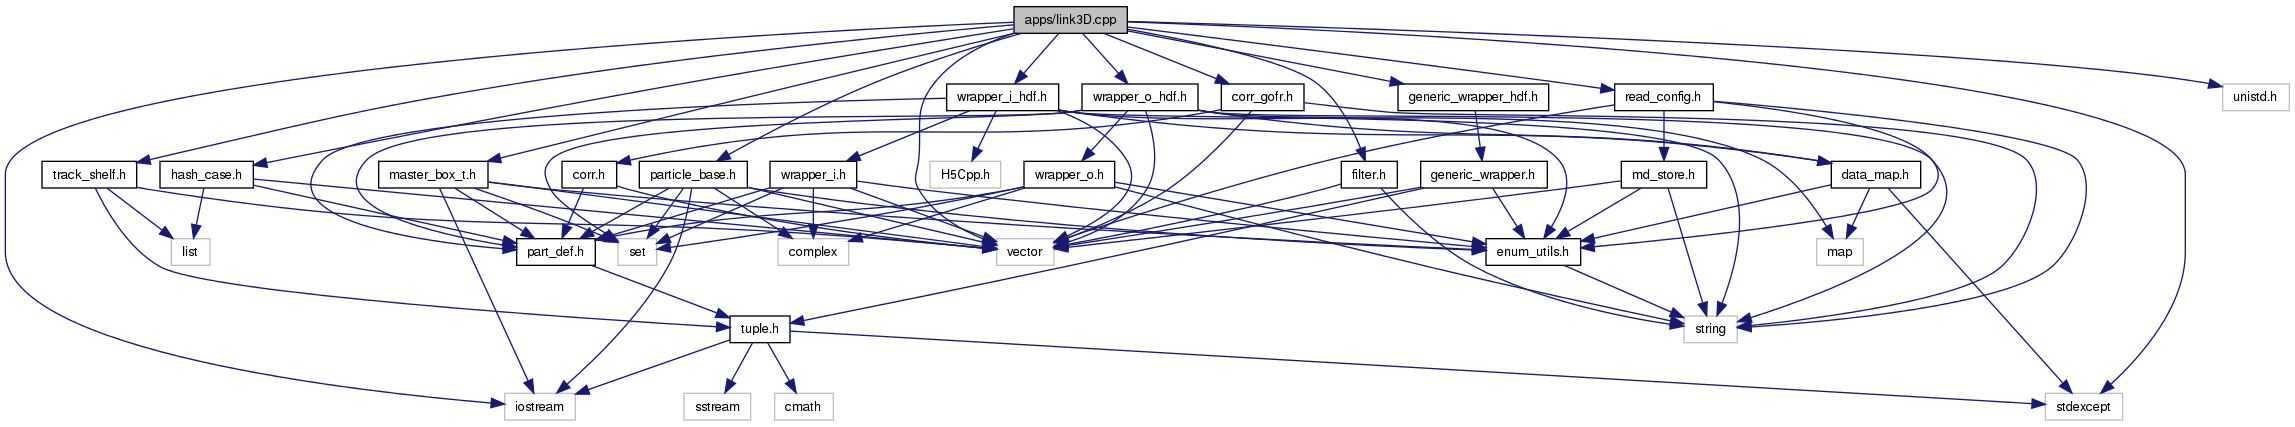 apps/link3D.cpp
wrapper_i_hdf.h
wrapper_o_hdf.h
corr_gofr.h
generic_wrapper_hdf.h
read_config.h
unistd.h
track_shelf.h
hash_case.h
master_box_t.h
corr.h
particle_base.h
wrapper_i.h
H5Cpp.h
wrapper_o.h
filter.h
generic_wrapper.h
md_store.h
data_map.h
list
part_def.h
set
complex
vector
enum_utils.h
map
tuple.h
string
iostream
sstream
cmath
stdexcept